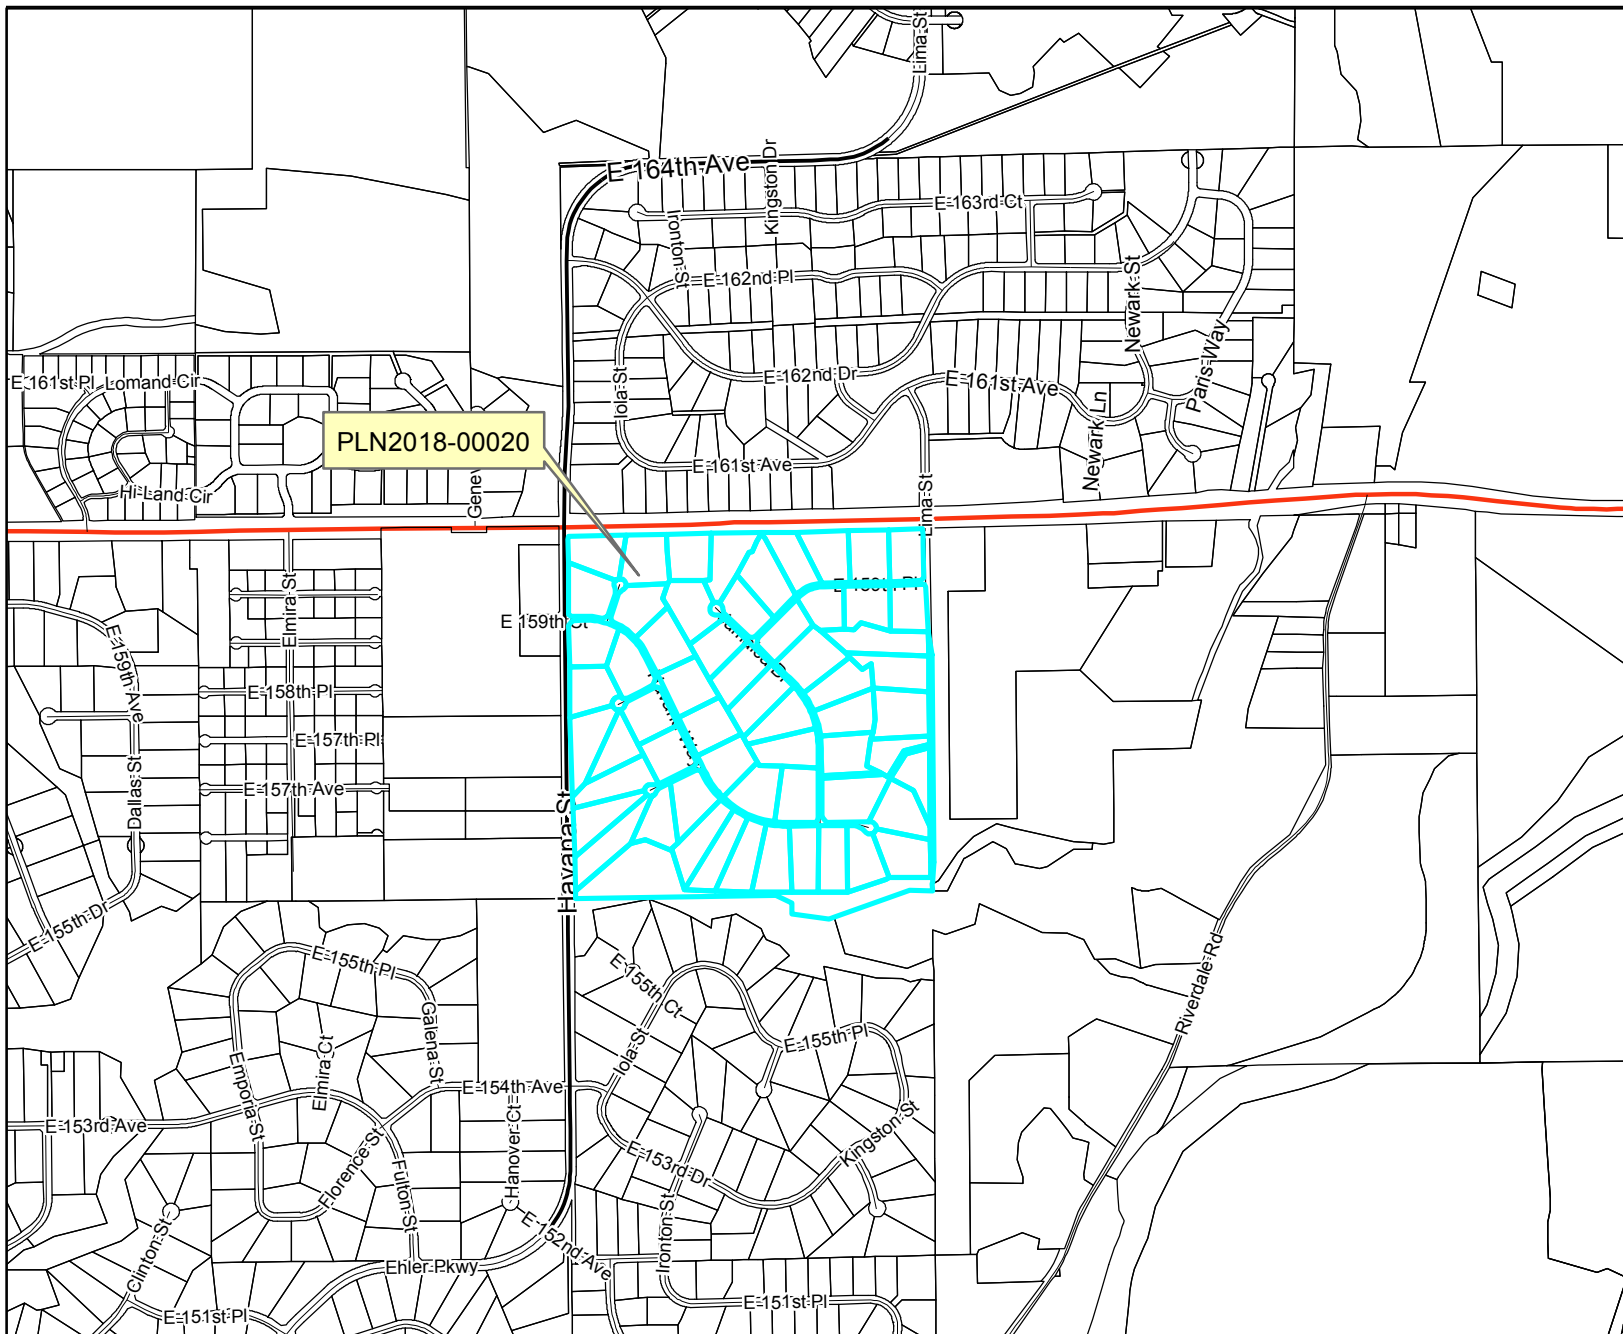 Lima St
E 164th Ave
Kingston Dr
E 163rd Ct
Ironton St
E 162nd Pl
Newark St
Paris Way
E 161st Pl
Lomand Cir
Iola St
E 162nd Dr
E 161st Ave
Newark Ln
PLN2018-00020
E 161st Ave
Hi Land Cir
Lima St
Elmira St
E 159th St
E 159th Pl
E 159th Ave
E 158th Pl
E 157th Pl
E 157th Ave
Dallas St
Havana St
E 155th Dr
E 155th Pl
E 155th Ct
Galena St
Riverdale Rd
E 155th Pl
Iola St
Elmira Ct
Emporia St
E 154th Ave
Hanover Ct
E 153rd Ave
Florence St
Fulton St
E 153rd Dr
Kingston St
Ironton St
E 152nd Ave
Clinton St
Ehler Pkwy
E 151st Pl
E 151st Pl